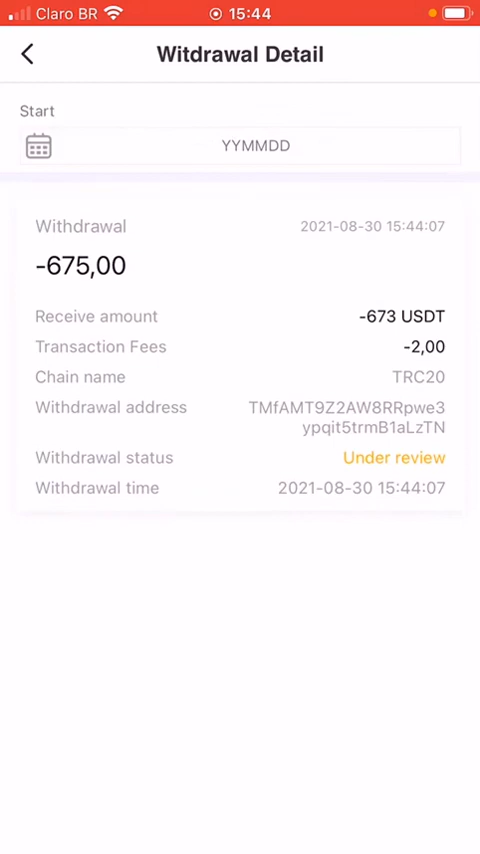 Claro BR 15:44
Witdrawal Detail
Start
YYMMDD
Withdrawal 2021-08-30 15:44:07
-675,00
Receive amount -673 USDT
Transaction Fees -2,00
Chain name TRC20
Withdrawal address TMfAMT9Z2AW8RRpwe3
ypqit5trmB1aLzTN
Withdrawal status Under review
Withdrawal time 2021-08-30 15:44:07